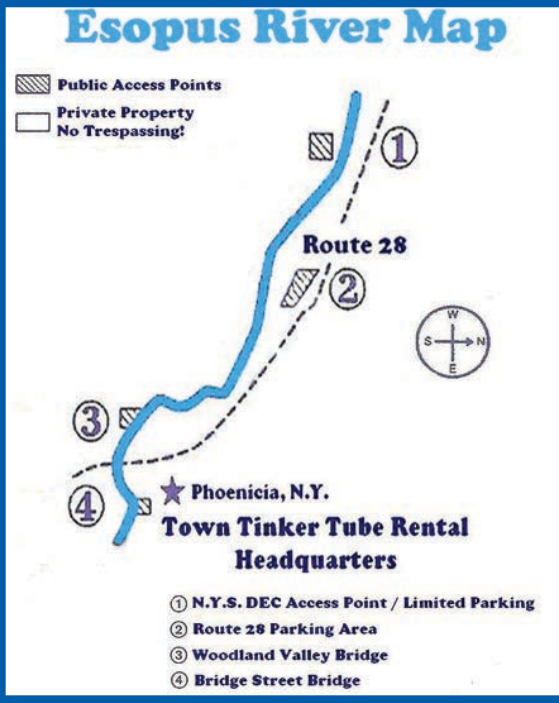 Esopus River Map
Public Access Points
Private Property
No Trespassing!
1
Route 28
2
W
S N
E
3
4
Phoenicia, N.Y.
Town Tinker Tube Rental
Headquarters
① N.Y.S. DEC Access Point / Limited Parking
② Route 28 Parking Area
③ Woodland Valley Bridge
④ Bridge Street Bridge